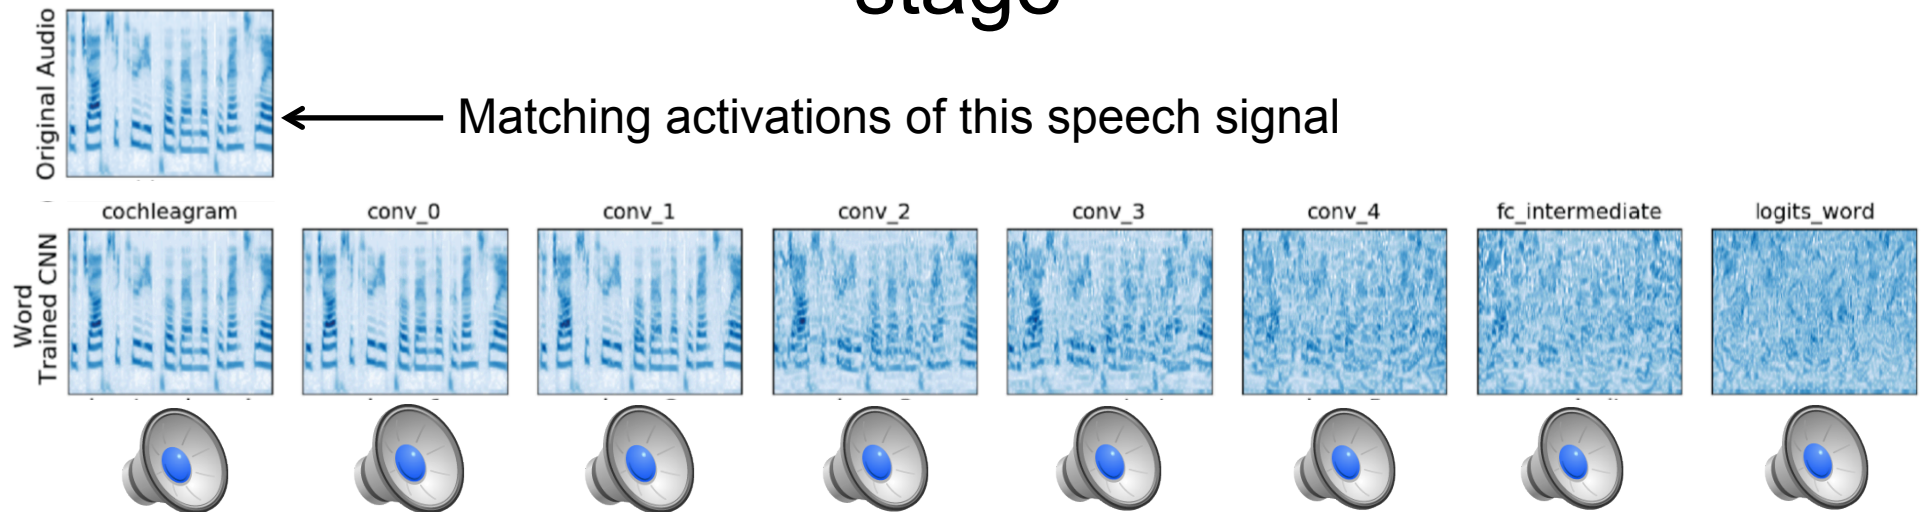 stage
Original Audio
Matching activations of this speech signal
cochleagram
conv_0
conv_1
conv_2
conv_3
conv_4
fc_intermediate
logits_word
Word
Trained CNN